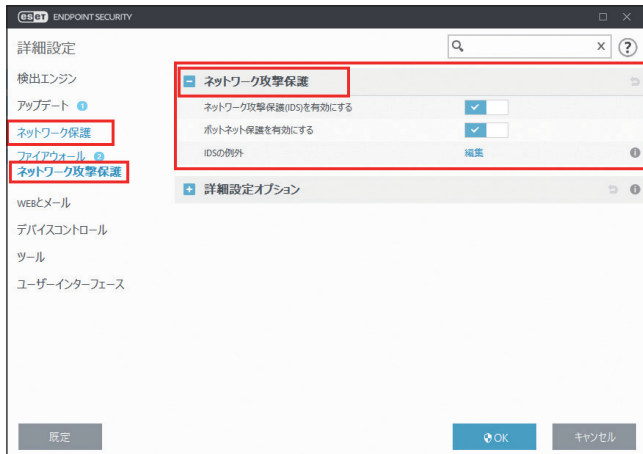 eset ENDPOINT SECURITY
詳細設定
検出エンジン
アップデート 1
ネットワーク保護
ファイアウォール 2
ネットワーク攻撃保護
WEBとメール
デバイスコントロール
ツール
ユーザーインターフェース
ネットワーク攻撃保護
ネットワーク攻撃保護(IDS)を有効にする
ボットネット保護を有効にする
IDSの例外 編集
詳細設定オプション
既定
OK
キャンセル